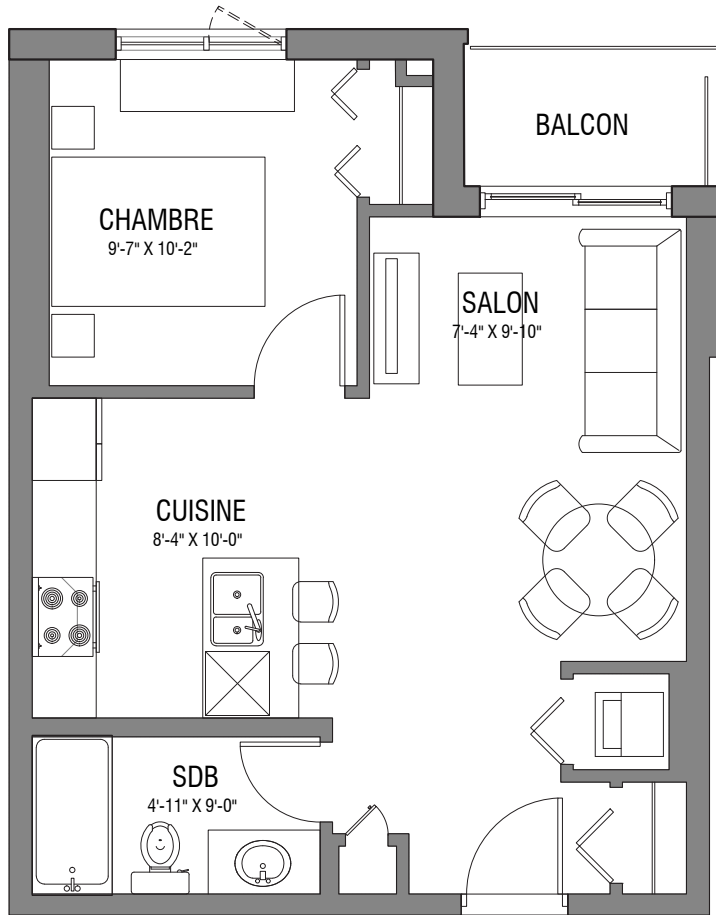 BALCON
CHAMBRE
9'-7" X 10'-2"
SALON
7'-4" X 9'-10"
CUISINE
8'-4" X 10'-0"
SDB
4'-11" X 9'-0"